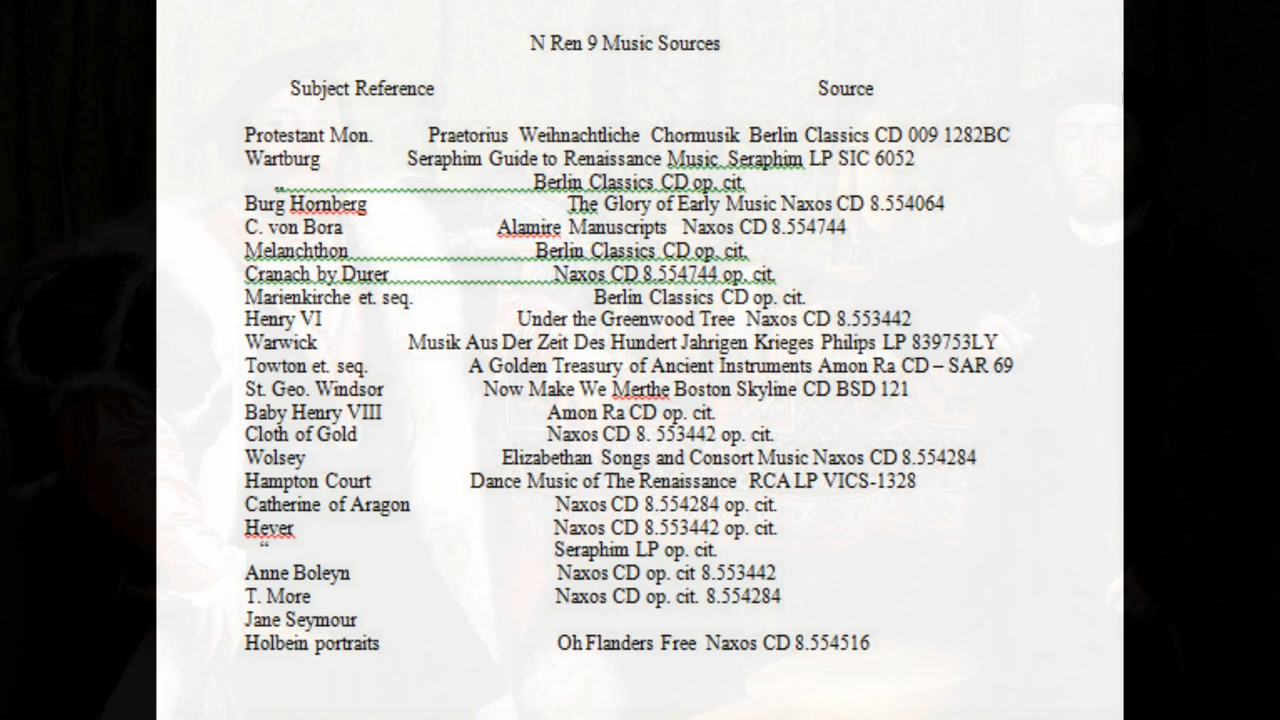 N Ren 9 Music Sources
Subject Reference Source
Protestant Mon. Praetorius Weihnachtliche Chormusik Berlin Classics CD 009 1282BC
Wartburg Seraphim Guide to Renaissance Music Seraphim LP SIC 6052
" Berlin Classics CD op. cit.
Burg Hornberg The Glory of Early Music Naxos CD 8.554064
C. von Bora Alamire Manuscripts Naxos CD 8.554744
Melanchthon Berlin Classics CD op. cit.
Cranach by Durer Naxos CD 8.554744 op. cit.
Marienkirche et. seq. Berlin Classics CD op. cit.
Henry VI Under the Greenwood Tree Naxos CD 8.553442
Warwick Musik Aus Der Zeit Des Hundert Jahrigen Krieges Philips LP 839753LY
Towton et. seq. A Golden Treasury of Ancient Instruments Amon Ra CD – SAR 69
St. Geo. Windsor Now Make We Merthe Boston Skyline CD BSD 121
Baby Henry VIII Amon Ra CD op. cit.
Cloth of Gold Naxos CD 8. 553442 op. cit.
Wolsey Elizabethan Songs and Consort Music Naxos CD 8.554284
Hampton Court Dance Music of The Renaissance RCA LP VICS-1328
Catherine of Aragon Naxos CD 8.554284 op. cit.
Hever Naxos CD 8.553442 op. cit.
" Seraphim LP op. cit.
Anne Boleyn Naxos CD op. cit 8.553442
T. More Naxos CD op. cit. 8.554284
Jane Seymour
Holbein portraits Oh Flanders Free Naxos CD 8.554516